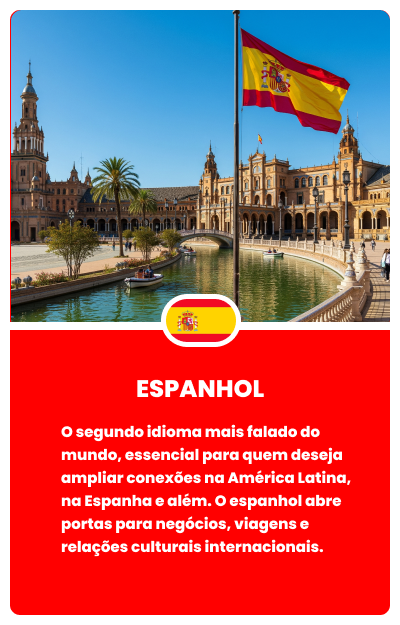 ESPANHOL
O segundo idioma mais falado do
mundo, essencial para quem deseja
ampliar conexões na América Latina,
na Espanha e além. O espanhol abre
portas para negócios, viagens e
relações culturais internacionais.